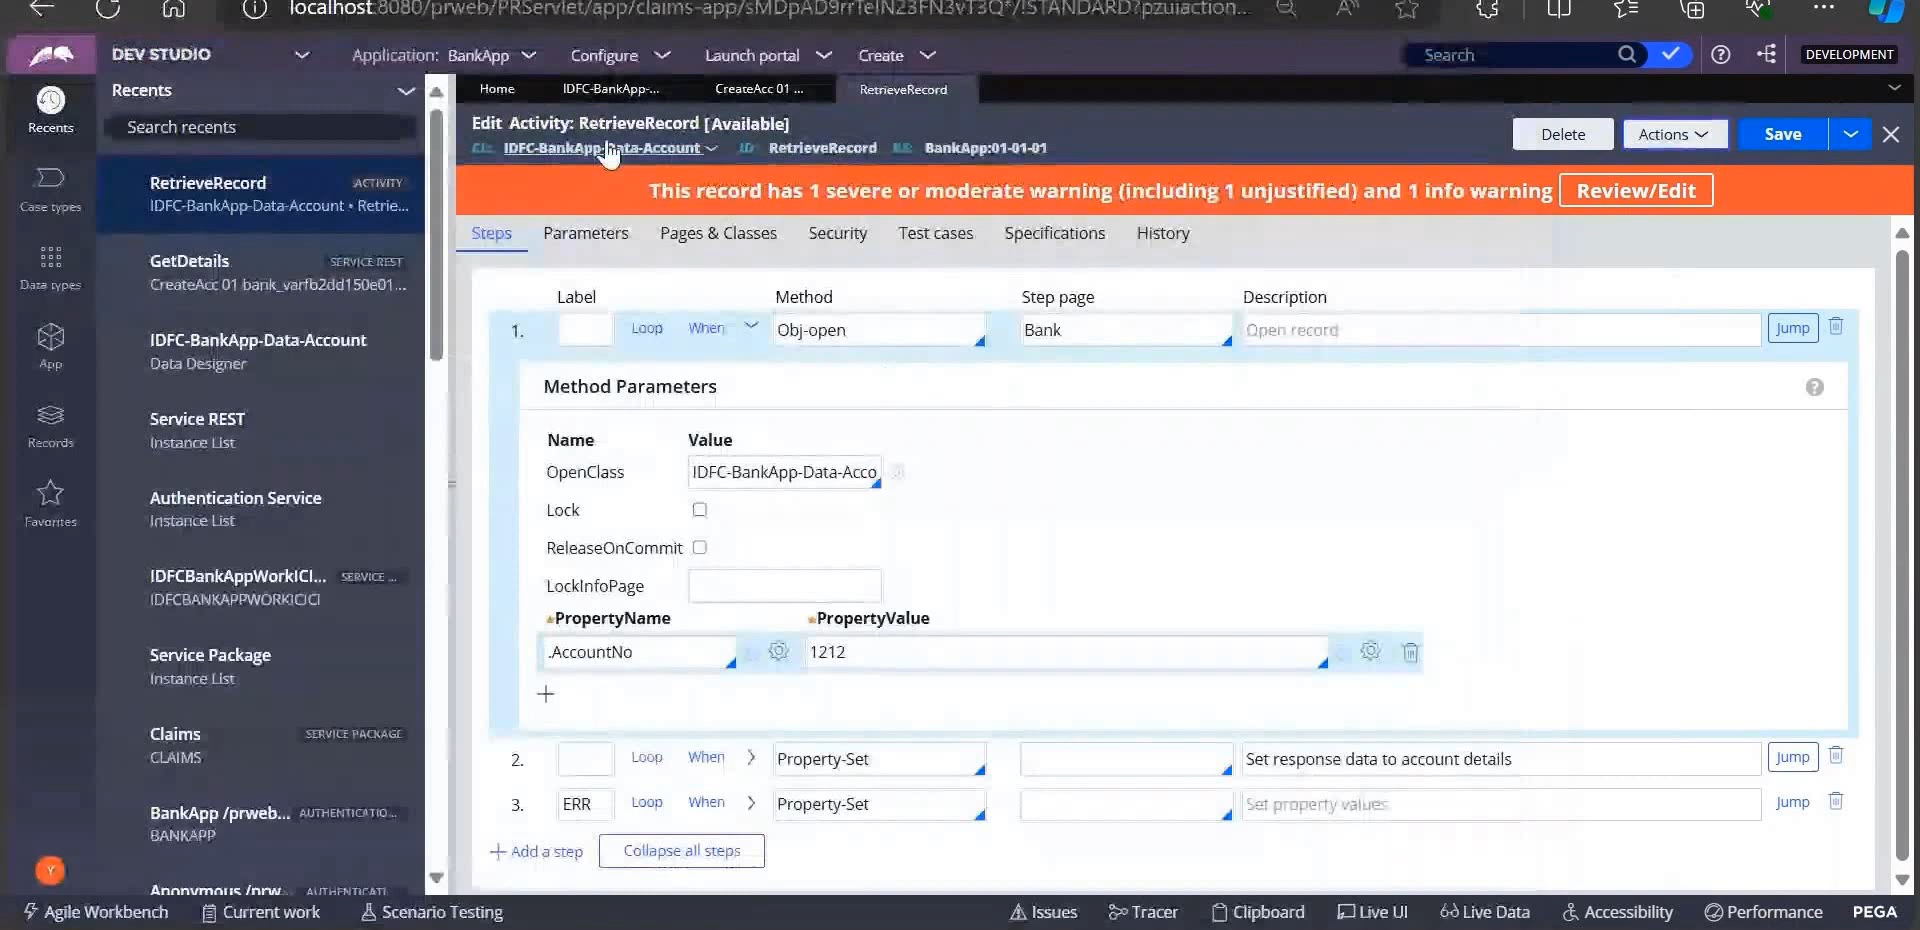 localhost:8080/prweb/PRServlet/app/claims-app/
DEV STUDIO
Application: BankApp Configure Launch portal Create
Search
DEVELOPMENT
Recents
Home IDFC-BankApp-... CreateAcc 01 ... RetrieveRecord
Recents
Search recents
Edit Activity: RetrieveRecord [Available]
CL: IDFC-BankApp-Data-Account ID: RetrieveRecord RS: BankApp:01-01-01
Delete Actions Save
This record has 1 severe or moderate warning (including 1 unjustified) and 1 info warning Review/Edit
Case types
Data types
App
Records
Favorites
Y
RetrieveRecord ACTIVITY
IDFC-BankApp-Data-Account • Retrie...
GetDetails SERVICE REST
CreateAcc 01 bank_varfb2dd150e01...
IDFC-BankApp-Data-Account
Data Designer
Service REST
Instance List
Authentication Service
Instance List
IDFCBankAppWorkICI... SERVICE ...
IDFCBANKAPPWORKICICI
Service Package
Instance List
Claims SERVICE PACKAGE
CLAIMS
BankApp /prweb... AUTHENTICATIO...
BANKAPP
Anonymous /prw... AUTHENTICATI...
Steps Parameters Pages & Classes Security Test cases Specifications History
Label Method Step page Description
1. Loop When Obj-open Bank Open record Jump
Method Parameters
Name Value
OpenClass IDFC-BankApp-Data-Acco
Lock
ReleaseOnCommit
LockInfoPage
PropertyName PropertyValue
.AccountNo 1212
2. Loop When Property-Set Set response data to account details Jump
3. ERR Loop When Property-Set Set property values Jump
Add a step Collapse all steps
Agile Workbench Current work Scenario Testing Issues Tracer Clipboard Live UI Live Data Accessibility Performance PEGA